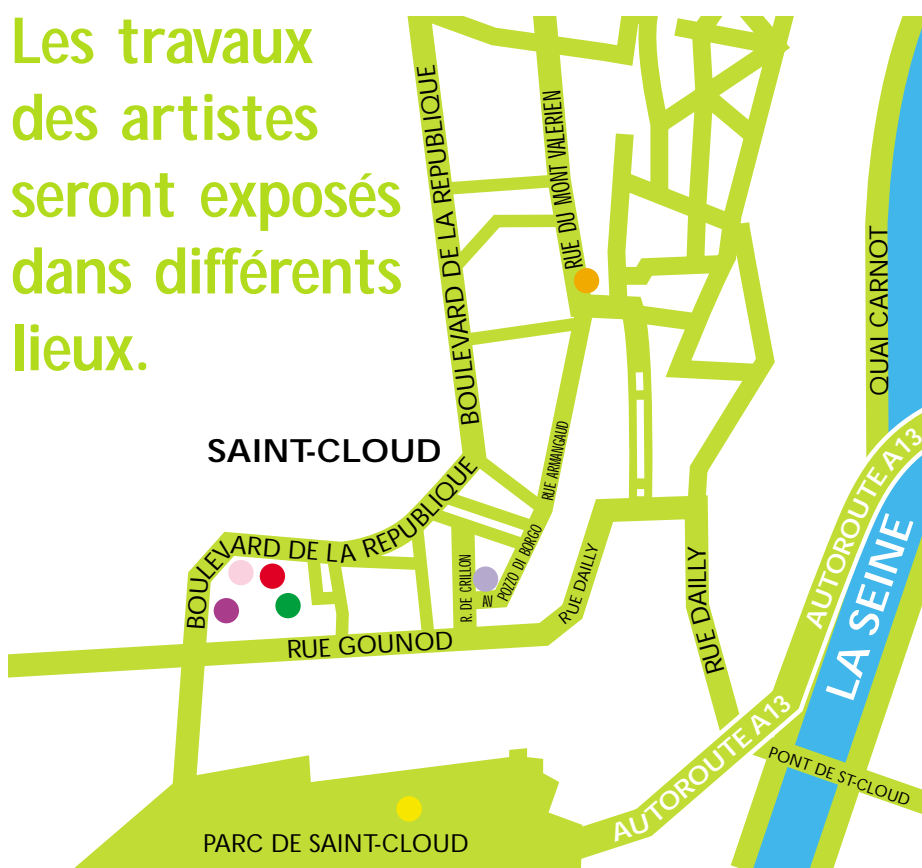 Les travaux
des artistes
seront exposés
dans différents
lieux.
BOULEVARD DE LA REPUBLIQUE
RUE DU MONT VALERIEN
QUAI CARNOT
SAINT-CLOUD
RUE ARMANGAUD
AUTOROUTE A13
BOULEVARD DE LA REPUBLIQUE
R. DE CRILLON
AV
POZZO DI BORGO
RUE DAILLY
RUE DAILLY
LA SEINE
RUE GOUNOD
AUTOROUTE A13
PONT DE ST-CLOUD
PARC DE SAINT-CLOUD